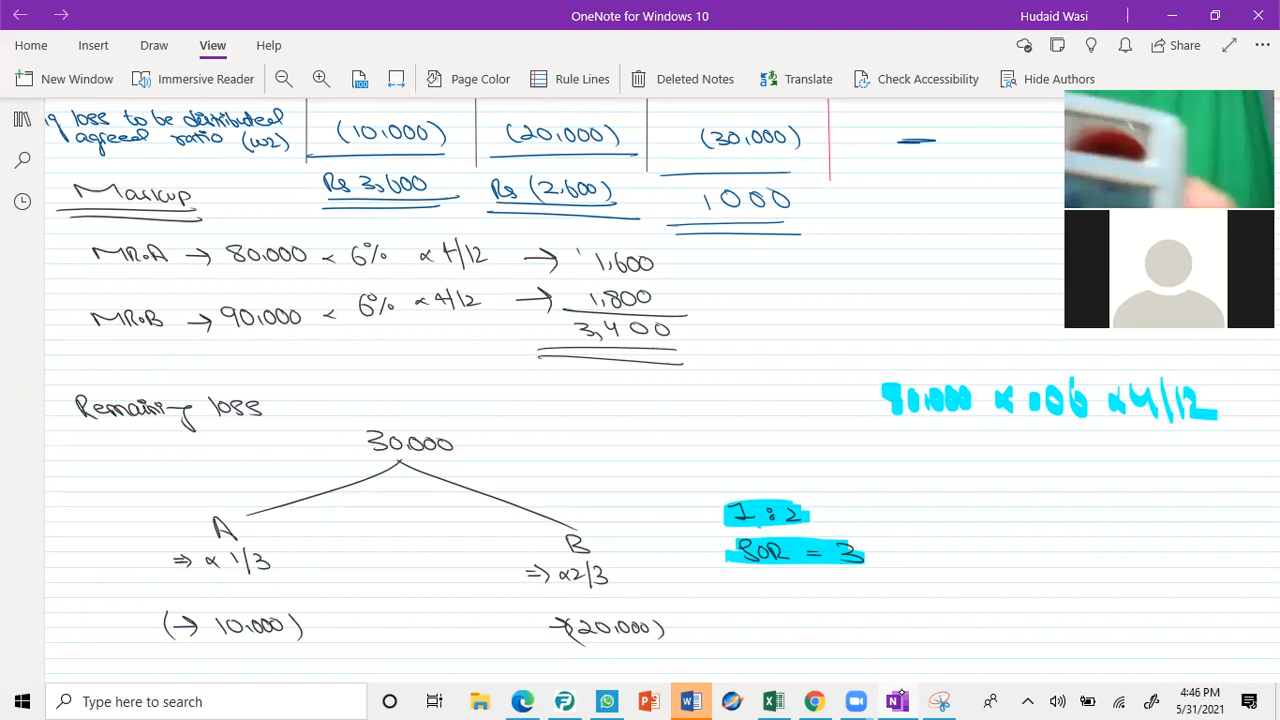 OneNote for Windows 10
Hudaid Wasi
Home Insert Draw View Help
Share
New Window Immersive Reader Page Color Rule Lines Deleted Notes Translate Check Accessibility Hide Authors
loss to be distributed
agreed ratio (W2)
(10,000) (20,000) (30,000) —
Rs 3,600 Rs (2,600) 1000
Markup
MR.A → 80,000 × 6% × 4/12 → 1,600
MR.B → 90,000 × 6% × 4/12 → 1,800
3,400
90,000 × .06 × 4/12
Remaining loss
30,000
A B
⇒ × 1/3 ⇒ × 2/3
1 : 2
SOR = 3
(→ 10,000) →(20,000)
Type here to search
4:46 PM
5/31/2021